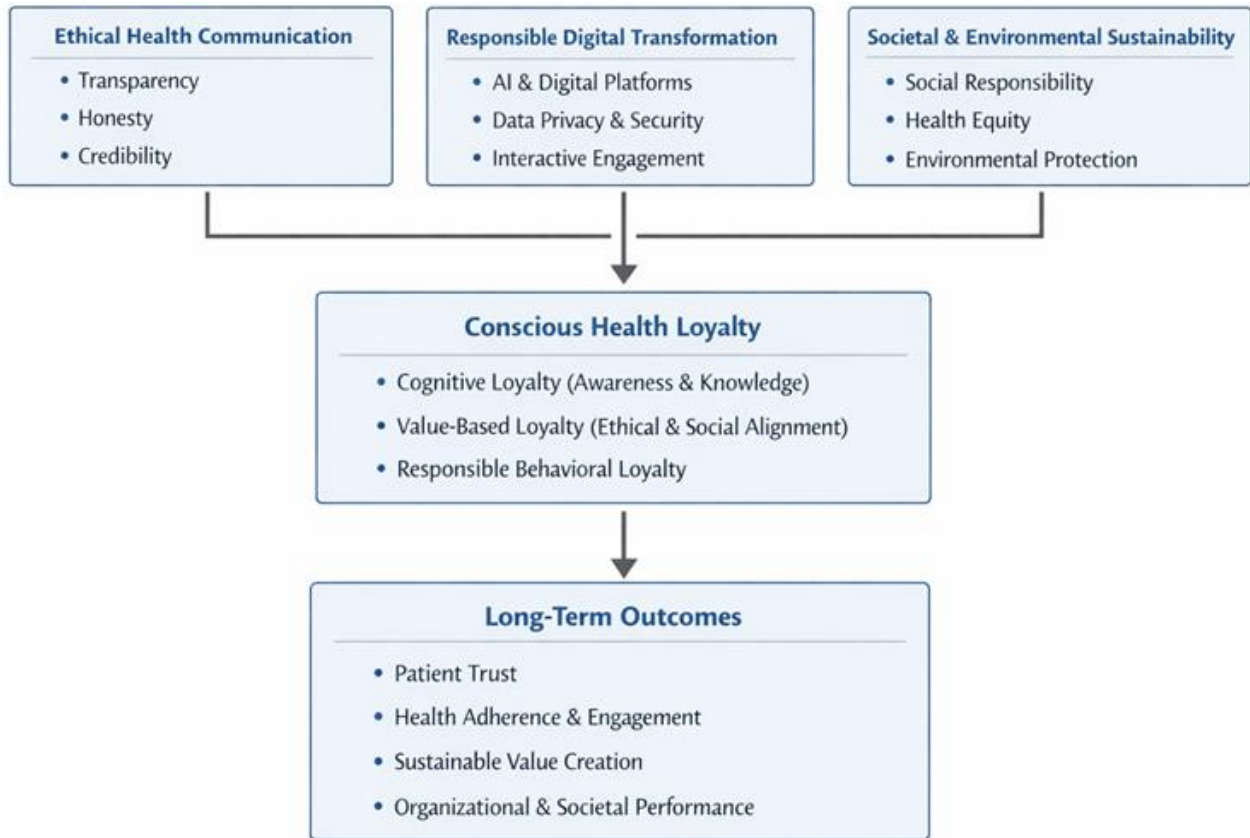 Ethical Health Communication
• Transparency
• Honesty
• Credibility
Responsible Digital Transformation
• AI & Digital Platforms
• Data Privacy & Security
• Interactive Engagement
Societal & Environmental Sustainability
• Social Responsibility
• Health Equity
• Environmental Protection
Conscious Health Loyalty
• Cognitive Loyalty (Awareness & Knowledge)
• Value-Based Loyalty (Ethical & Social Alignment)
• Responsible Behavioral Loyalty
Long-Term Outcomes
• Patient Trust
• Health Adherence & Engagement
• Sustainable Value Creation
• Organizational & Societal Performance